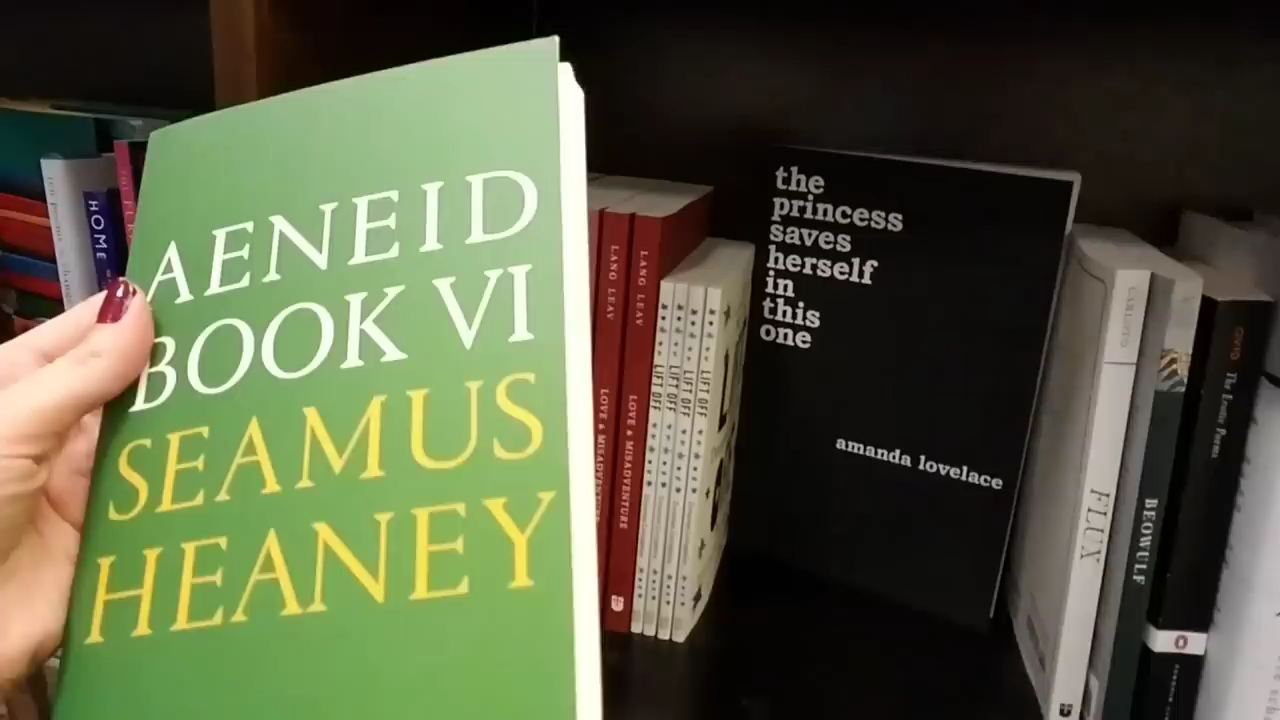 AENEID
BOOK VI
SEAMUS
HEANEY
HOME
LANG LEAV
LOVE & MISADVENTURE
LANG LEAV
LOVE & MISADVENTURE
LIFT OFF
LIFT OFF
LIFT OFF
LIFT OFF
the
princess
saves
herself
in
this
one
amanda lovelace
FLUX
BEOWULF
OVID The Erotic Poems